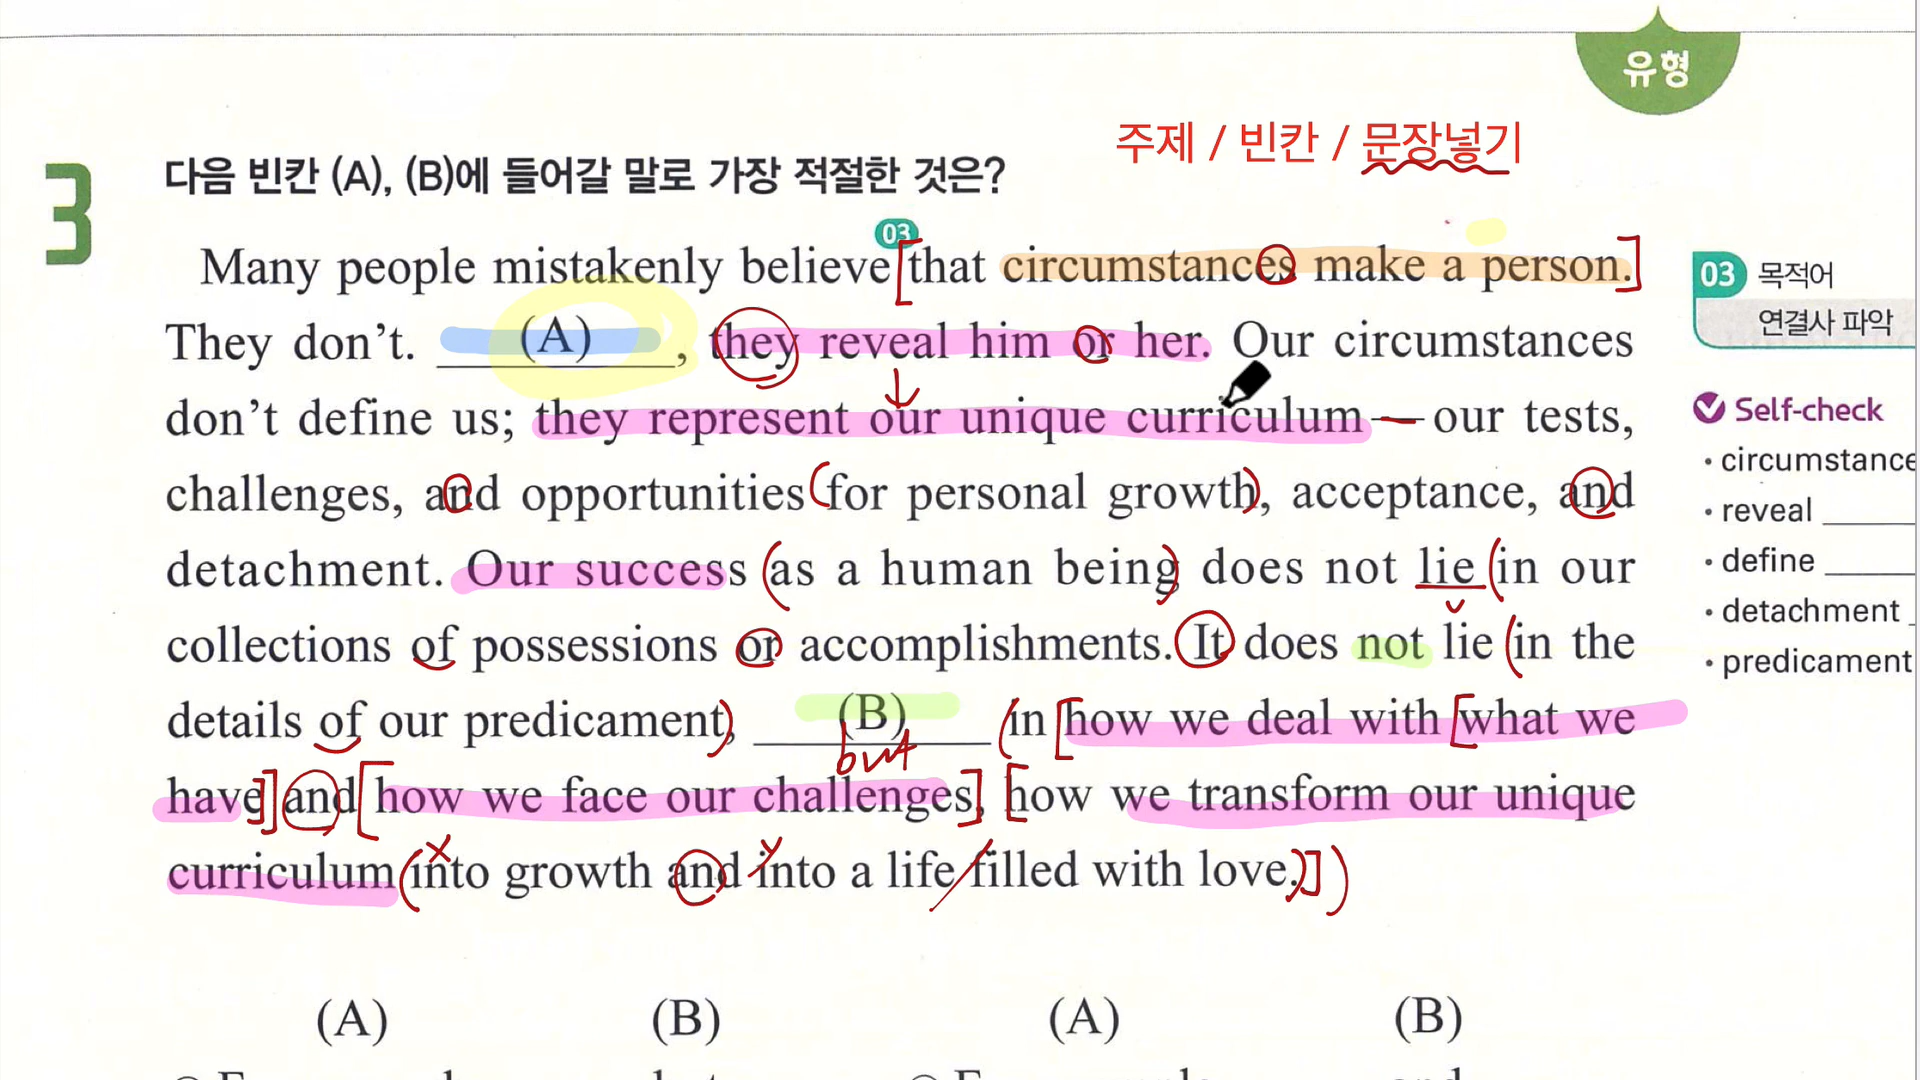 유형
주제 / 빈칸 / 문장넣기
3
다음 빈칸 (A), (B)에 들어갈 말로 가장 적절한 것은?
03
Many people mistakenly believe [that circumstances make a person.]
They don’t. (A), they reveal him or her. Our circumstances
don’t define us; they represent our unique curriculum — our tests,
challenges, and opportunities (for personal growth), acceptance, and
detachment. Our success (as a human being) does not lie (in our
collections of possessions or accomplishments. It does not lie (in the
details of our predicament), (B) (in [how we deal with [what we
but
have]] and [how we face our challenges], [how we transform our unique
curriculum (into growth and into a life / filled with love.)])
03 목적어
연결사 파악
Self-check
• circumstance
• reveal
• define
• detachment
• predicament
(A) (B) (A) (B)